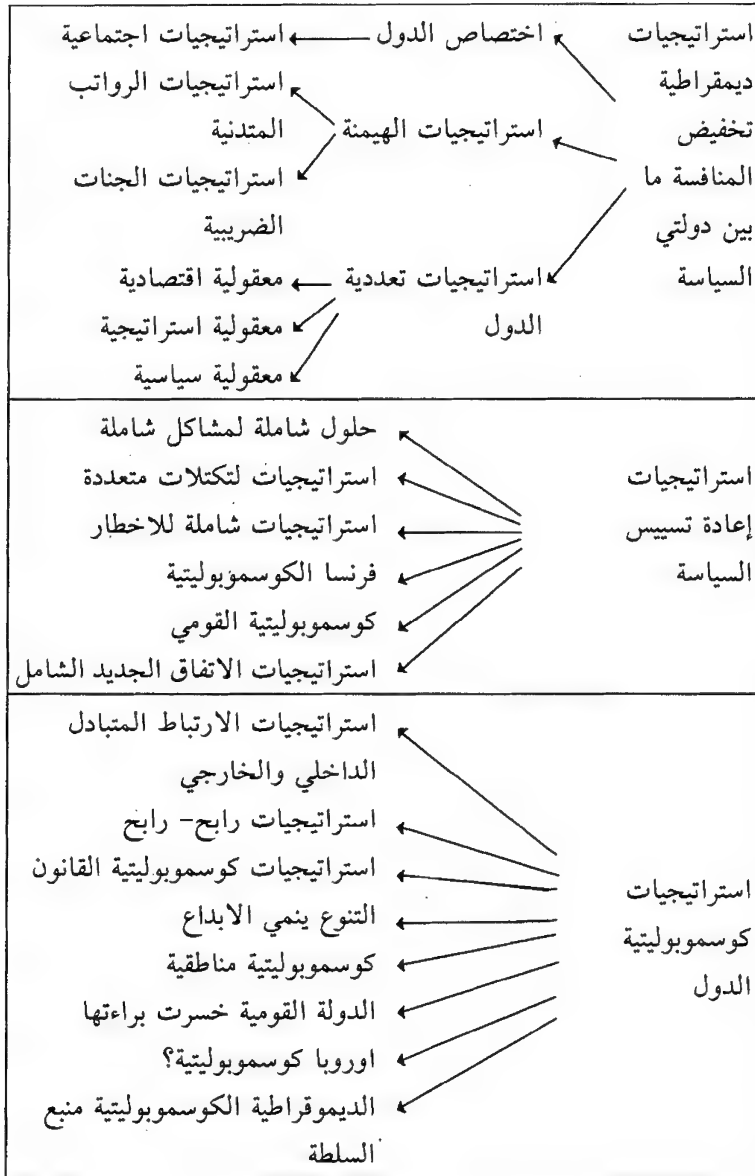 استراتيجيات
ديمقراطية
تخفيض
المنافسة ما
بين دولتي
السياسة
اختصاص الدول
استراتيجيات اجتماعية
استراتيجيات الهيمنة
استراتيجيات الرواتب
المتدنية
استراتيجيات الجنات
الضريبية
استراتيجيات تعددية
الدول
معقولية اقتصادية
معقولية استراتيجية
معقولية سياسية
استراتيجيات
إعادة تسييس
السياسة
حلول شاملة لمشاكل شاملة
استراتيجيات لتكتلات متعددة
استراتيجيات شاملة للاخطار
فرنسا الكوسموبوليتية
كوسموبوليتية القومي
استراتيجيات الاتفاق الجديد الشامل
استراتيجيات
كوسموبوليتية
الدول
استراتيجيات الارتباط المتبادل
الداخلي والخارجي
استراتيجيات رابح- رابح
استراتيجيات كوسموبوليتية القانون
التنوع ينمي الابداع
كوسموبوليتية مناطقية
الدولة القومية خسرت براءتها
اوروبا كوسموبوليتية؟
الديموقراطية الكوسموبوليتية منبع
السلطة